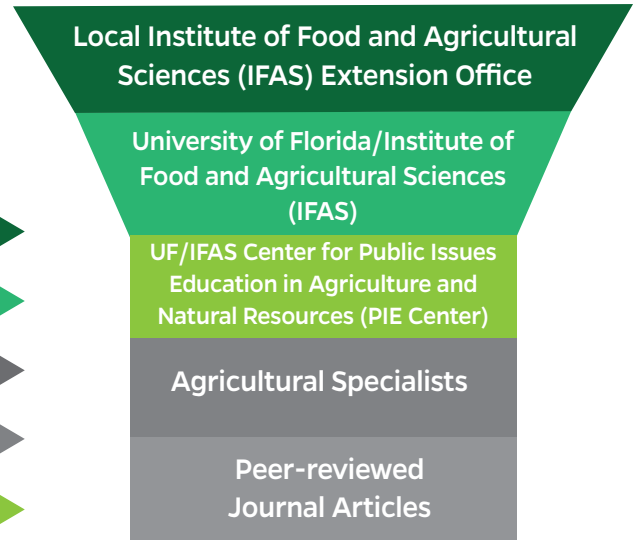 Local Institute of Food and Agricultural
Sciences (IFAS) Extension Office
University of Florida/Institute of
Food and Agricultural Sciences
(IFAS)
UF/IFAS Center for Public Issues
Education in Agriculture and
Natural Resources (PIE Center)
Agricultural Specialists
Peer-reviewed
Journal Articles